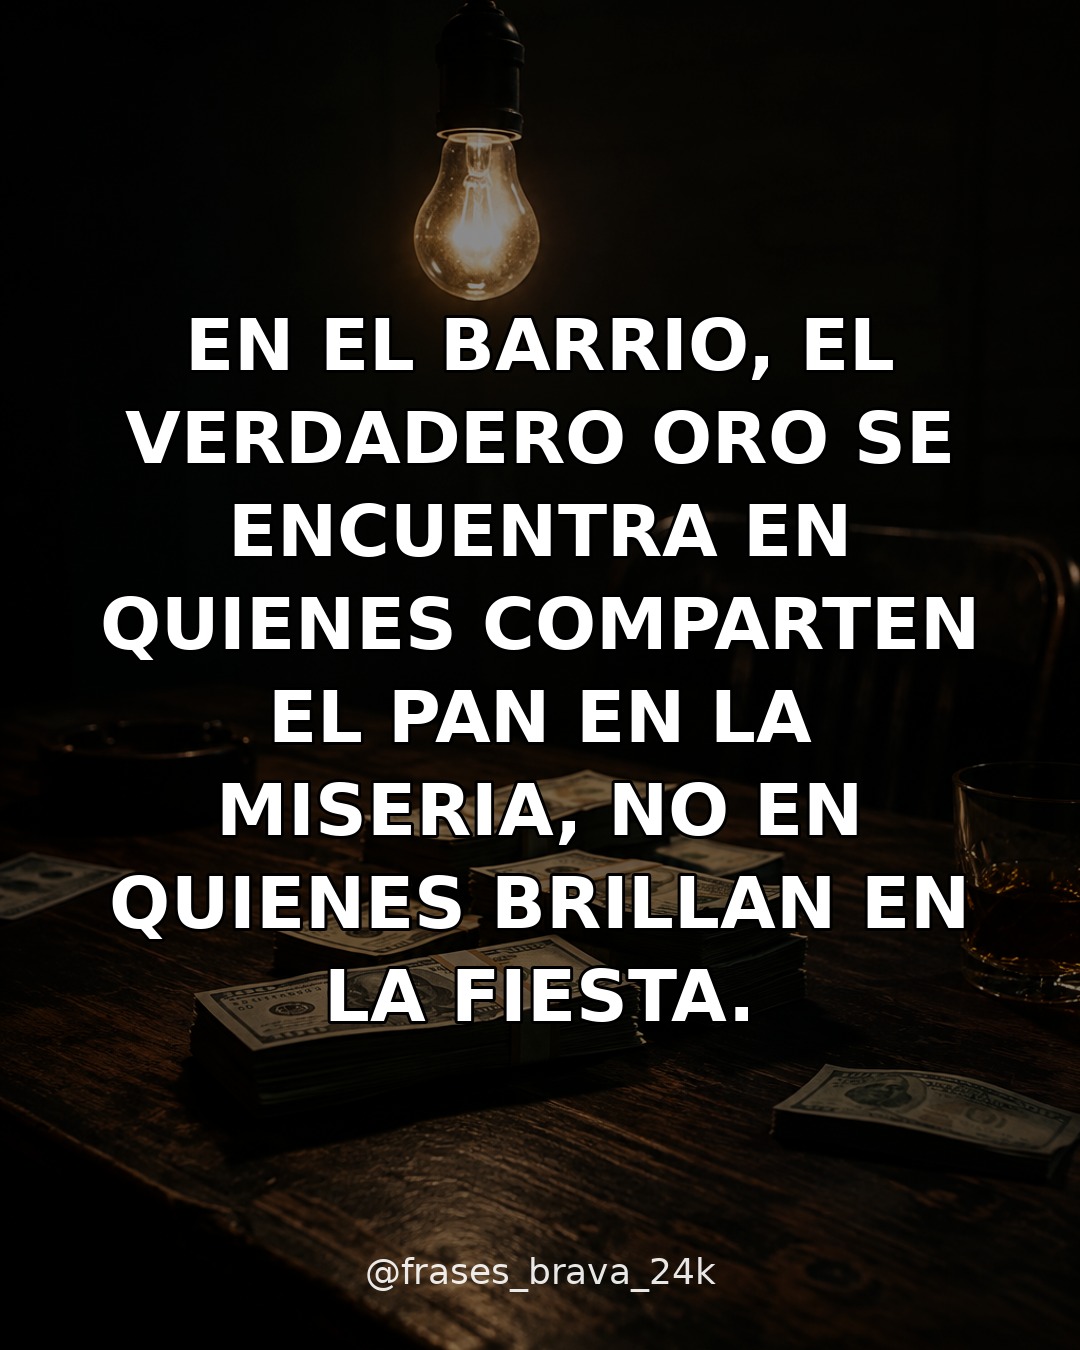 EN EL BARRIO, EL
VERDADERO ORO SE
ENCUENTRA EN
QUIENES COMPARTEN
EL PAN EN LA
MISERIA, NO EN
QUIENES BRILLAN EN
LA FIESTA.
@frases_brava_24k